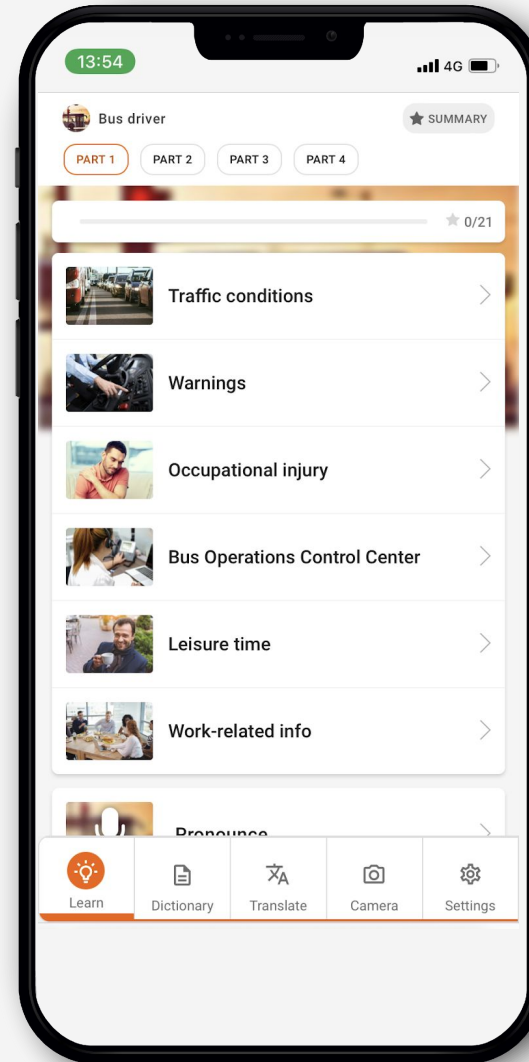 13:54
4G
Bus driver
SUMMARY
PART 1 PART 2 PART 3 PART 4
0/21
Traffic conditions
Warnings
Occupational injury
Bus Operations Control Center
Leisure time
Work-related info
Pronounce
Learn Dictionary Translate Camera Settings